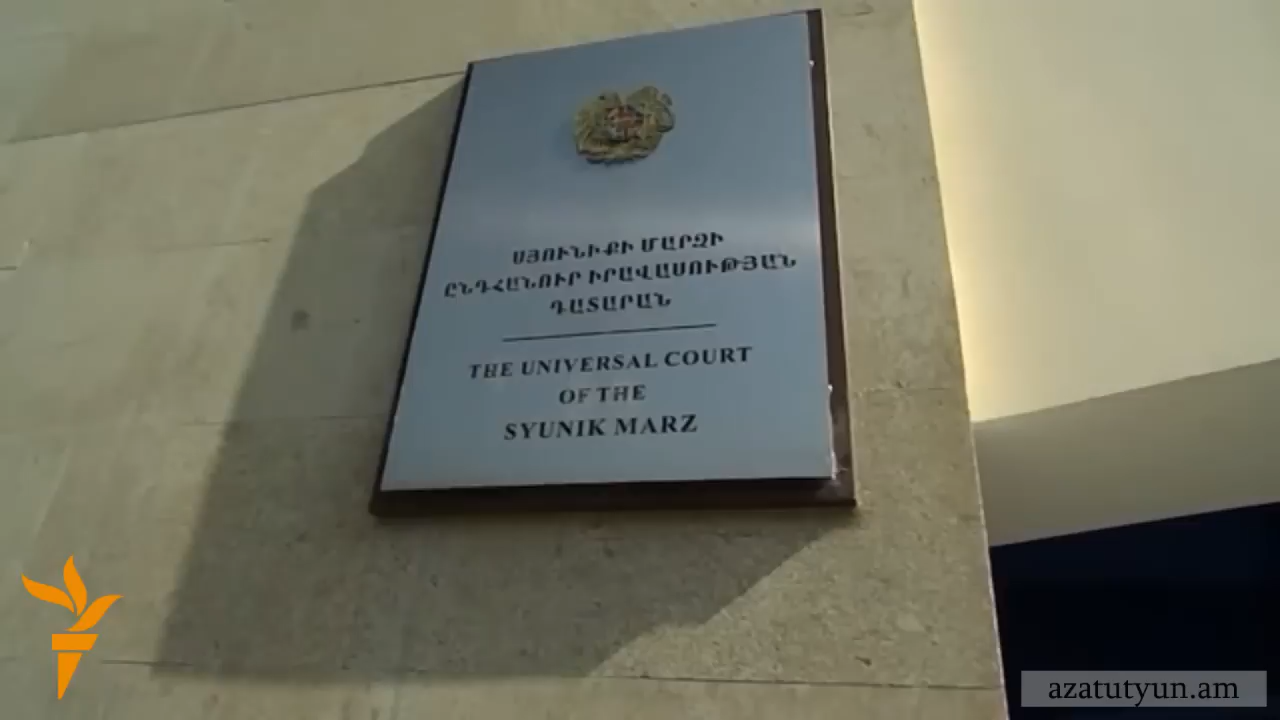 ՍՅՈՒՆԻՔԻ ՄԱՐԶԻ
ԸՆԴՀԱՆՈՒՐ ԻՐԱՎԱՍՈՒԹՅԱՆ
ԴԱՏԱՐԱՆ
THE UNIVERSAL COURT
OF THE
SYUNIK MARZ
azatutyun.am